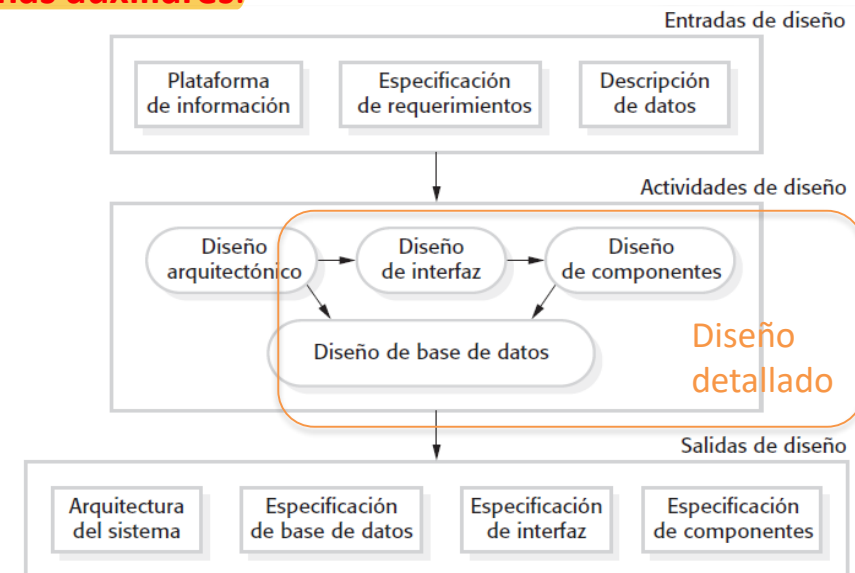 Entradas de diseño
Plataforma
de información
Especificación
de requerimientos
Descripción
de datos
Actividades de diseño
Diseño
arquitectónico
Diseño
de interfaz
Diseño
de componentes
Diseño de base de datos
Diseño
detallado
Salidas de diseño
Arquitectura
del sistema
Especificación
de base de datos
Especificación
de interfaz
Especificación
de componentes